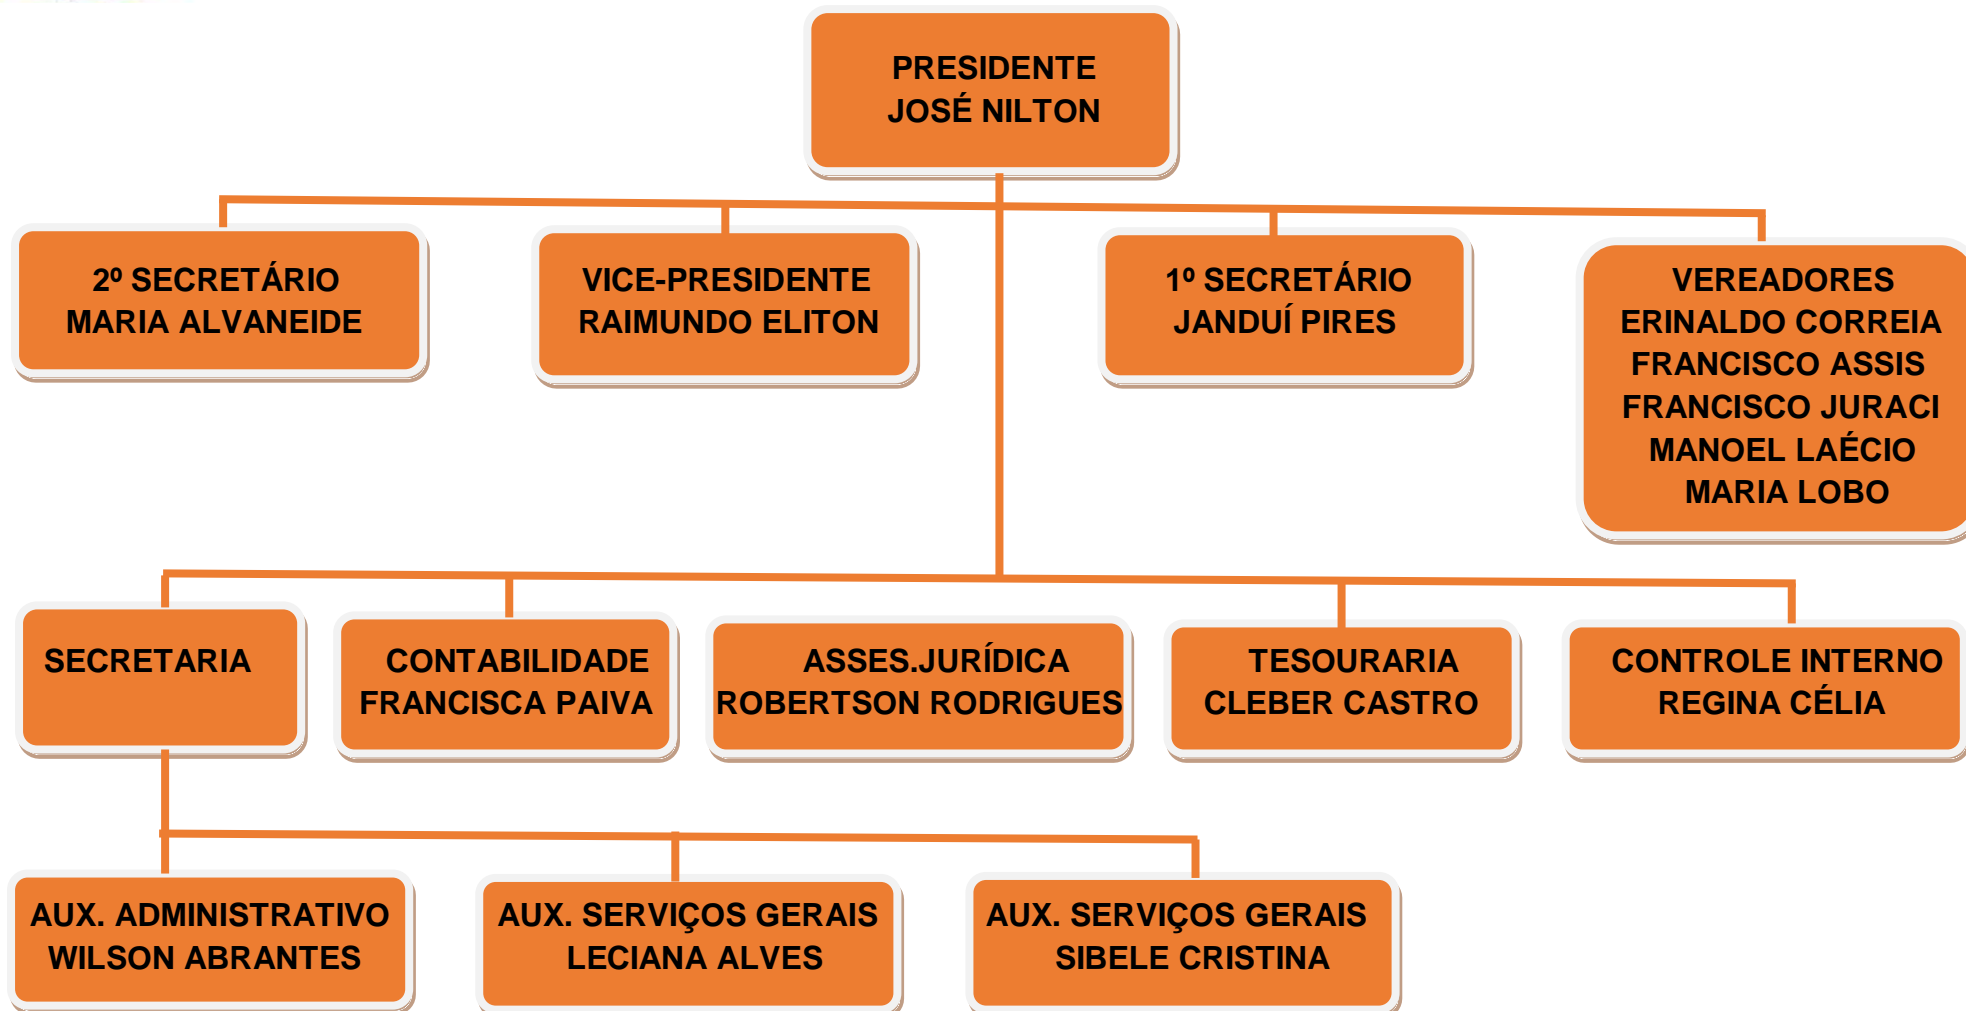 PRESIDENTE
JOSÉ NILTON
2º SECRETÁRIO
MARIA ALVANEIDE
VICE-PRESIDENTE
RAIMUNDO ELITON
1º SECRETÁRIO
JANDUÍ PIRES
VEREADORES
ERINALDO CORREIA
FRANCISCO ASSIS
FRANCISCO JURACI
MANOEL LAÉCIO
MARIA LOBO
SECRETARIA
CONTABILIDADE
FRANCISCA PAIVA
ASSES.JURÍDICA
ROBERTSON RODRIGUES
TESOURARIA
CLEBER CASTRO
CONTROLE INTERNO
REGINA CÉLIA
AUX. ADMINISTRATIVO
WILSON ABRANTES
AUX. SERVIÇOS GERAIS
LECIANA ALVES
AUX. SERVIÇOS GERAIS
SIBELE CRISTINA